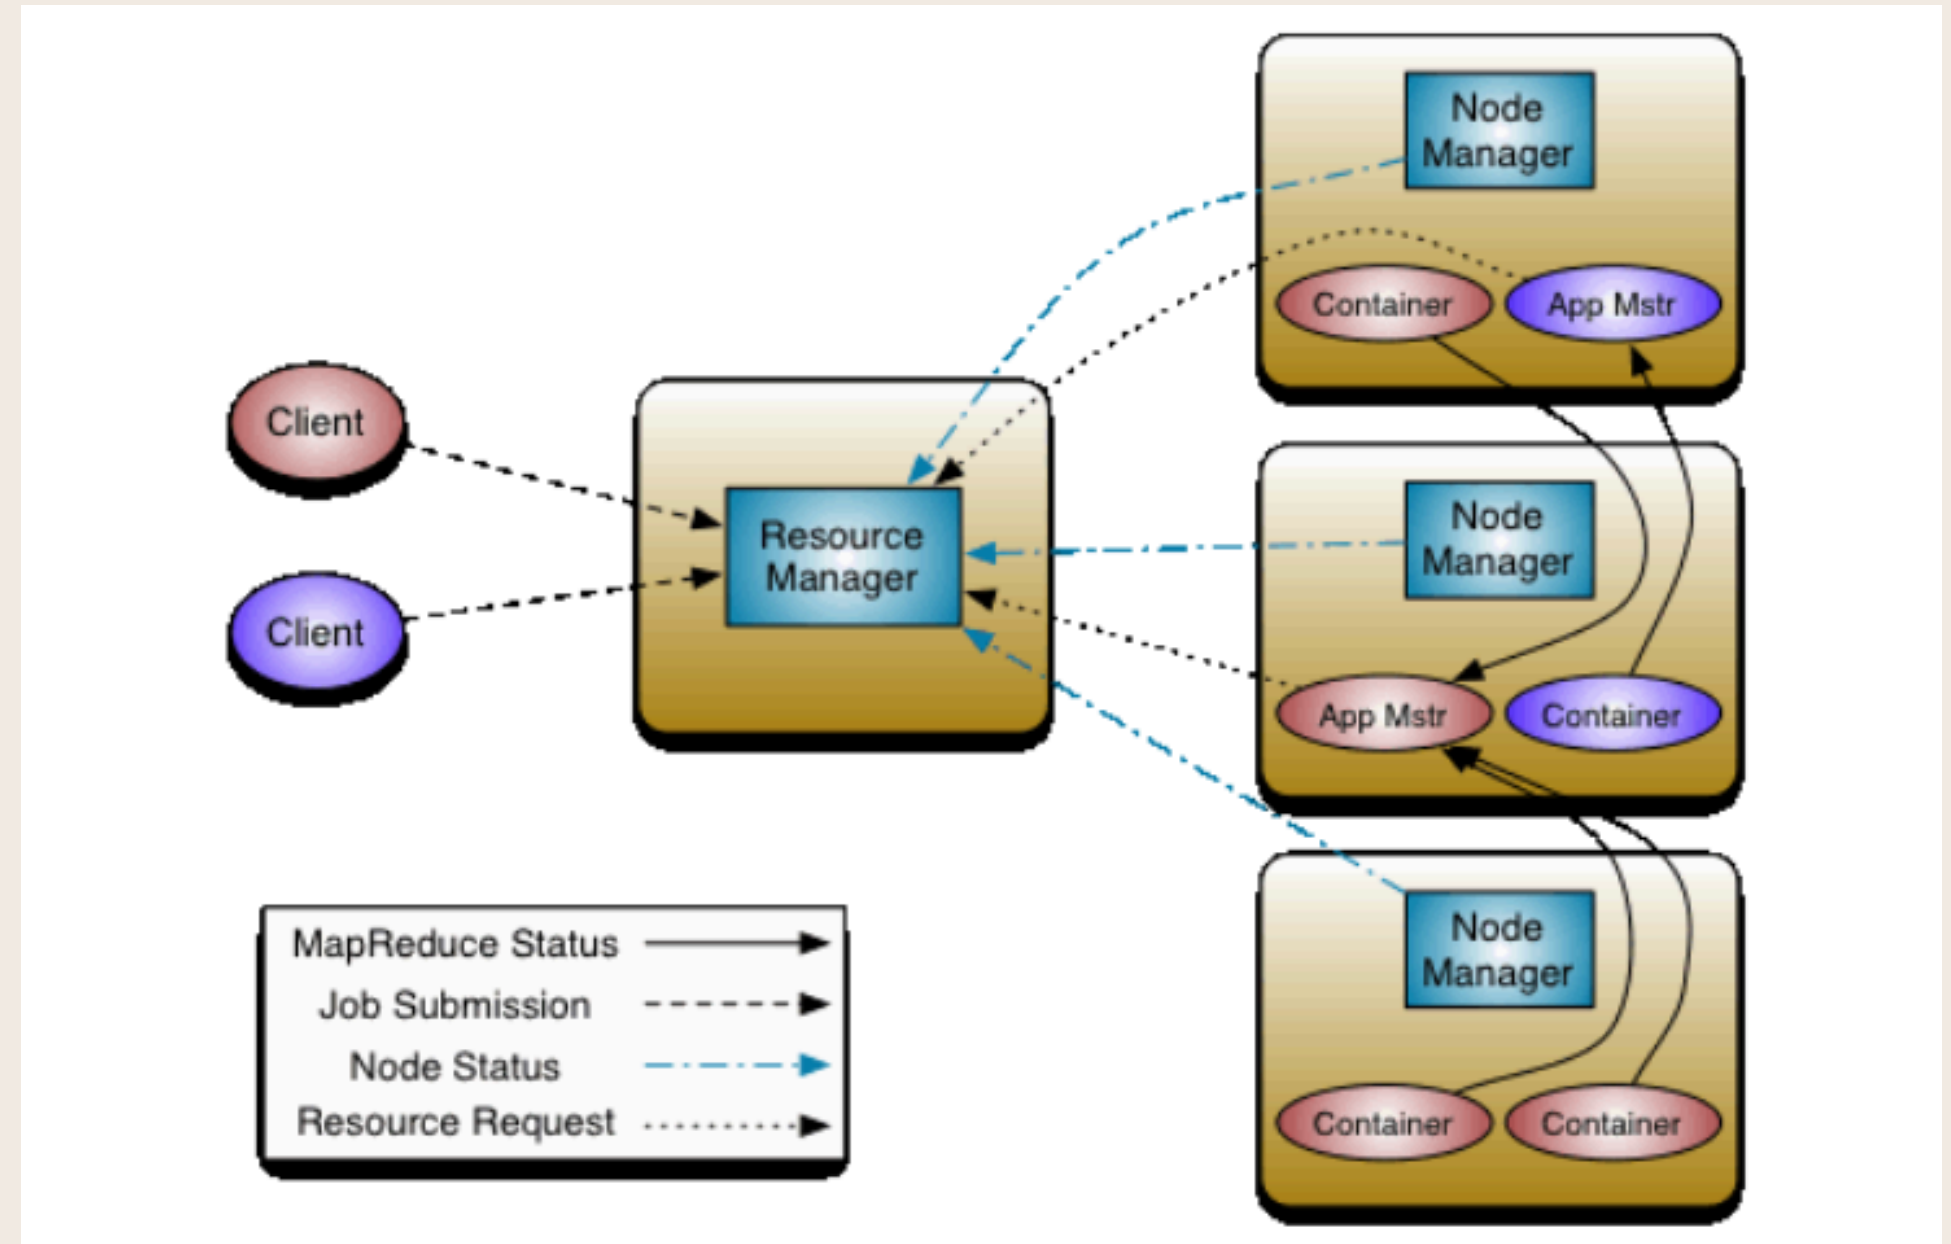 Client
Client
Resource
Manager
Node
Manager
Container
App Mstr
Node
Manager
App Mstr
Container
Node
Manager
Container
Container
MapReduce Status
Job Submission
Node Status
Resource Request